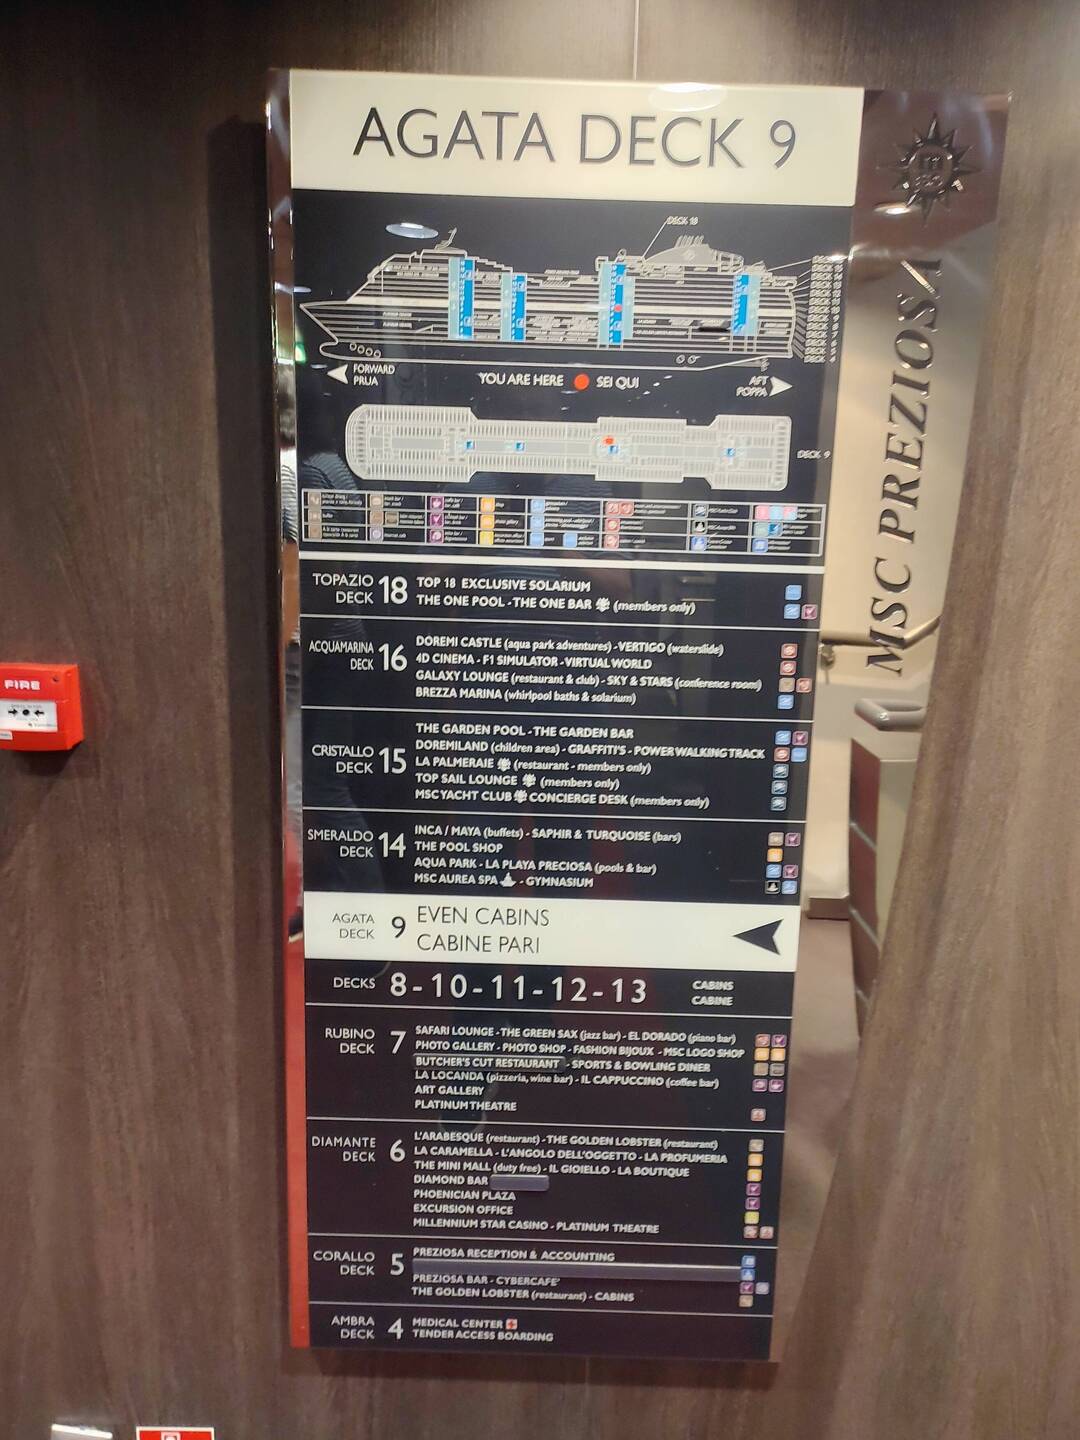 AGATA DECK 9
MSC PREZIOSA
DECK 18
FORWARD
PRUA
YOU ARE HERE SEI QUI
AFT
POPPA
DECK 9
TOPAZIO DECK 18
TOP 18 EXCLUSIVE SOLARIUM
THE ONE POOL - THE ONE BAR (members only)
ACQUAMARINA DECK 16
DOREMI CASTLE (aqua park adventures) - VERTIGO (waterslide)
4D CINEMA - F1 SIMULATOR - VIRTUAL WORLD
GALAXY LOUNGE (restaurant & club) - SKY & STARS (conference room)
BREZZA MARINA (whirlpool baths & solarium)
CRISTALLO DECK 15
THE GARDEN POOL - THE GARDEN BAR
DOREMILAND (children area) - GRAFFITI'S - POWER WALKING TRACK
LA PALMERAIE (restaurant - members only)
TOP SAIL LOUNGE (members only)
MSC YACHT CLUB CONCIERGE DESK (members only)
SMERALDO DECK 14
INCA / MAYA (buffets) - SAPHIR & TURQUOISE (bars)
THE POOL SHOP
AQUA PARK - LA PLAYA PRECIOSA (pools & bar)
MSC AUREA SPA - GYMNASIUM
AGATA DECK 9
EVEN CABINS
CABINE PARI
DECKS 8-10-11-12-13
CABINS
CABINE
RUBINO DECK 7
SAFARI LOUNGE - THE GREEN SAX (jazz bar) - EL DORADO (piano bar)
PHOTO GALLERY - PHOTO SHOP - FASHION BIJOUX - MSC LOGO SHOP
BUTCHER'S CUT RESTAURANT - SPORTS & BOWLING DINER
LA LOCANDA (pizzeria, wine bar) - IL CAPPUCCINO (coffee bar)
ART GALLERY
PLATINUM THEATRE
DIAMANTE DECK 6
L'ARABESQUE (restaurant) - THE GOLDEN LOBSTER (restaurant)
LA CARAMELLA - L'ANGOLO DELL'OGGETTO - LA PROFUMERIA
THE MINI MALL (duty free) - IL GIOIELLO - LA BOUTIQUE
DIAMOND BAR
PHOENICIAN PLAZA
EXCURSION OFFICE
MILLENNIUM STAR CASINO - PLATINUM THEATRE
CORALLO DECK 5
PREZIOSA RECEPTION & ACCOUNTING
PREZIOSA BAR - CYBERCAFE'
THE GOLDEN LOBSTER (restaurant) - CABINS
AMBRA DECK 4
MEDICAL CENTER
TENDER ACCESS BOARDING
FIRE